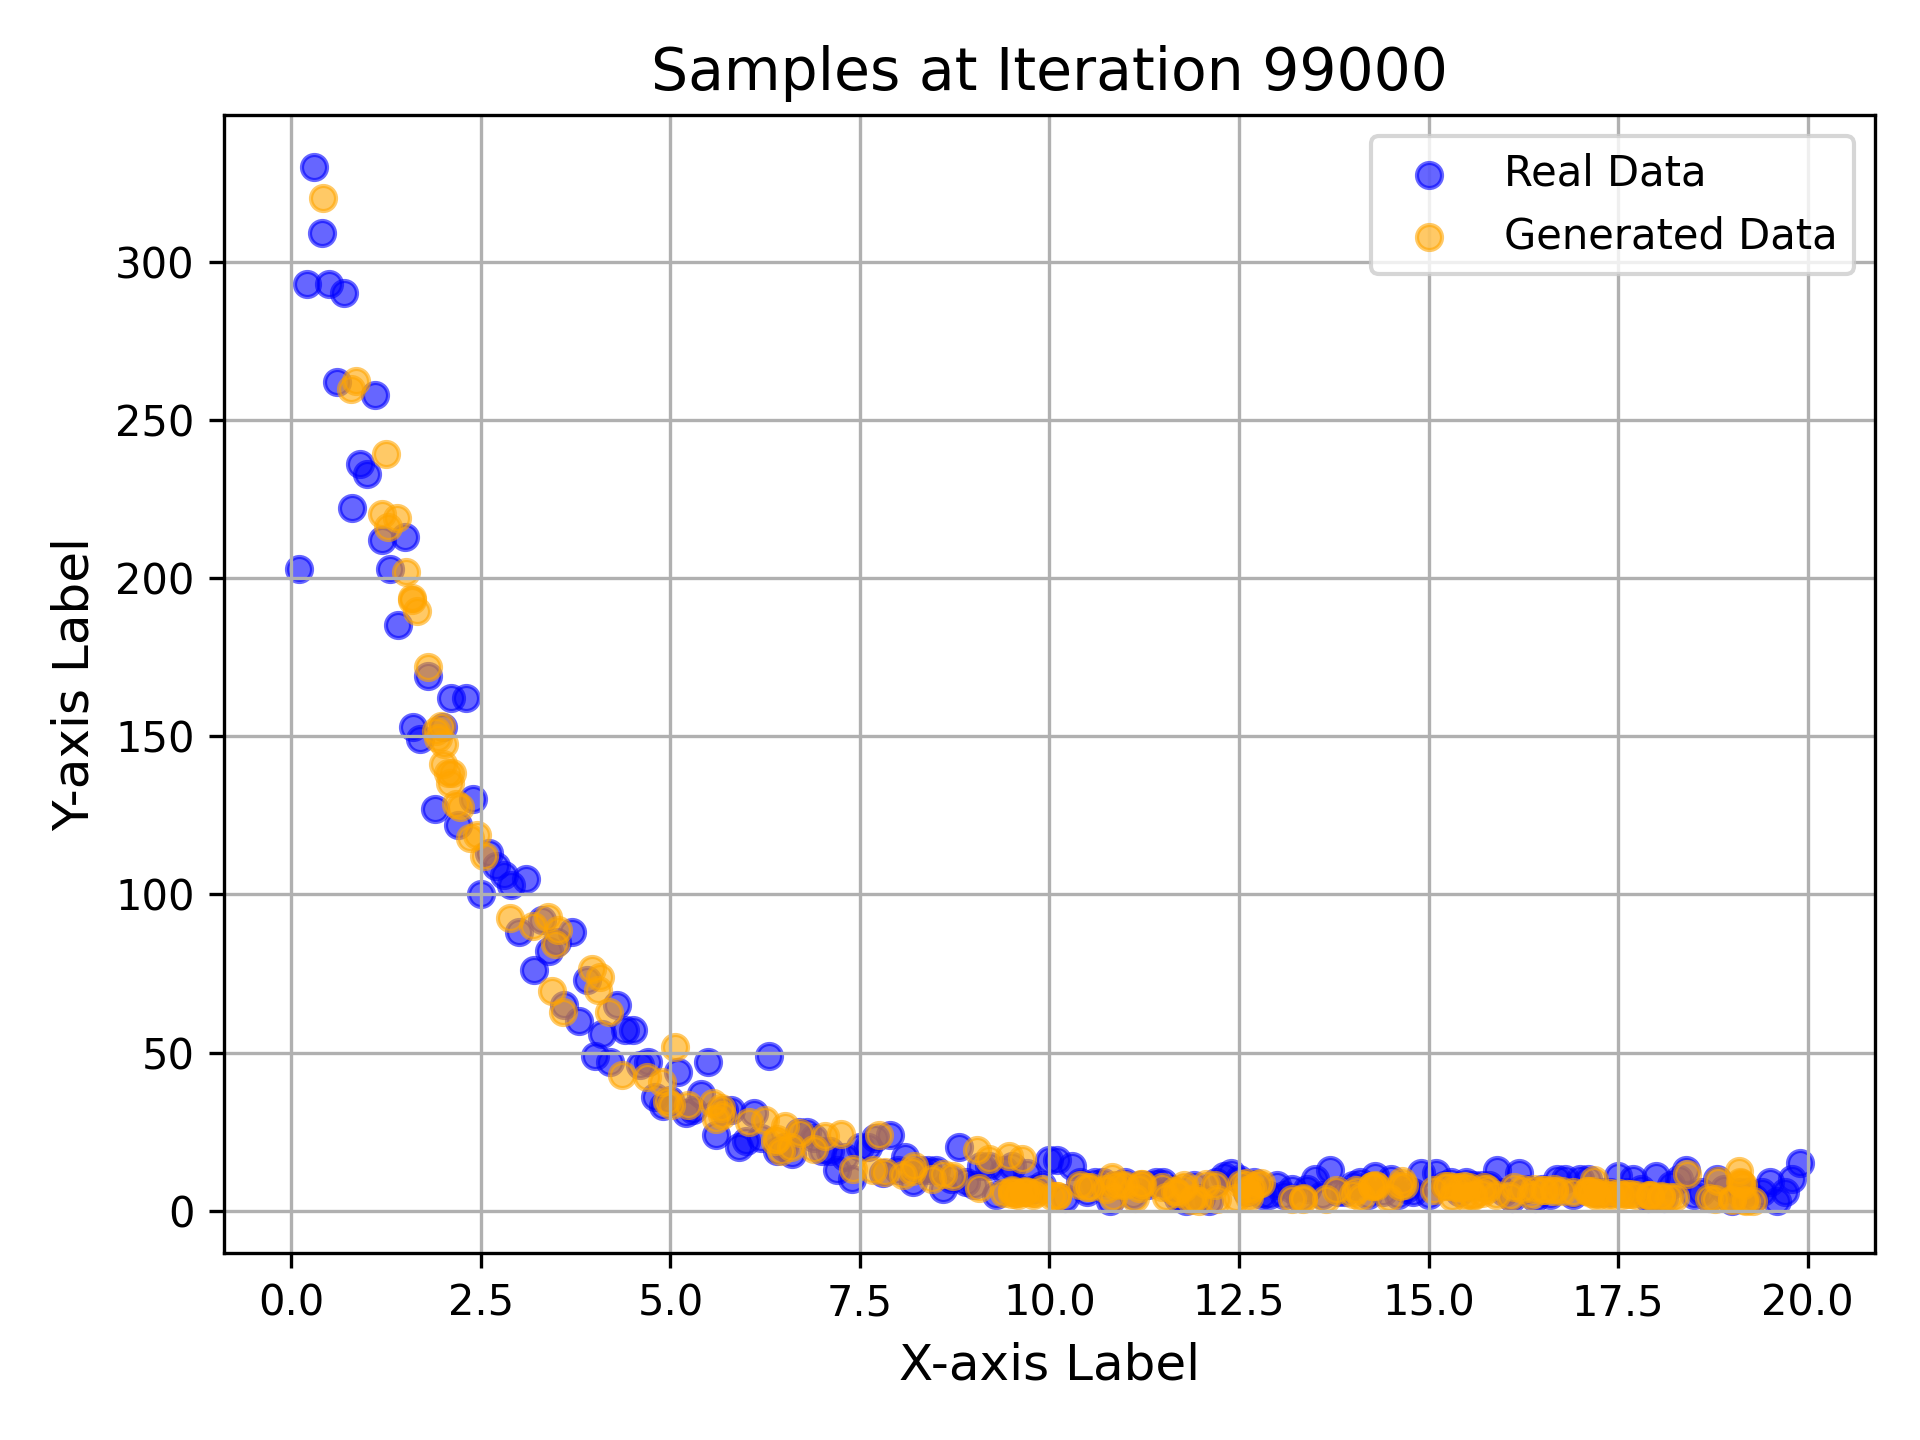 Samples at Iteration 99000
Real Data
Generated Data
Y-axis Label
300
250
200
150
100
50
0
0.0 2.5 5.0 7.5 10.0 12.5 15.0 17.5 20.0
X-axis Label